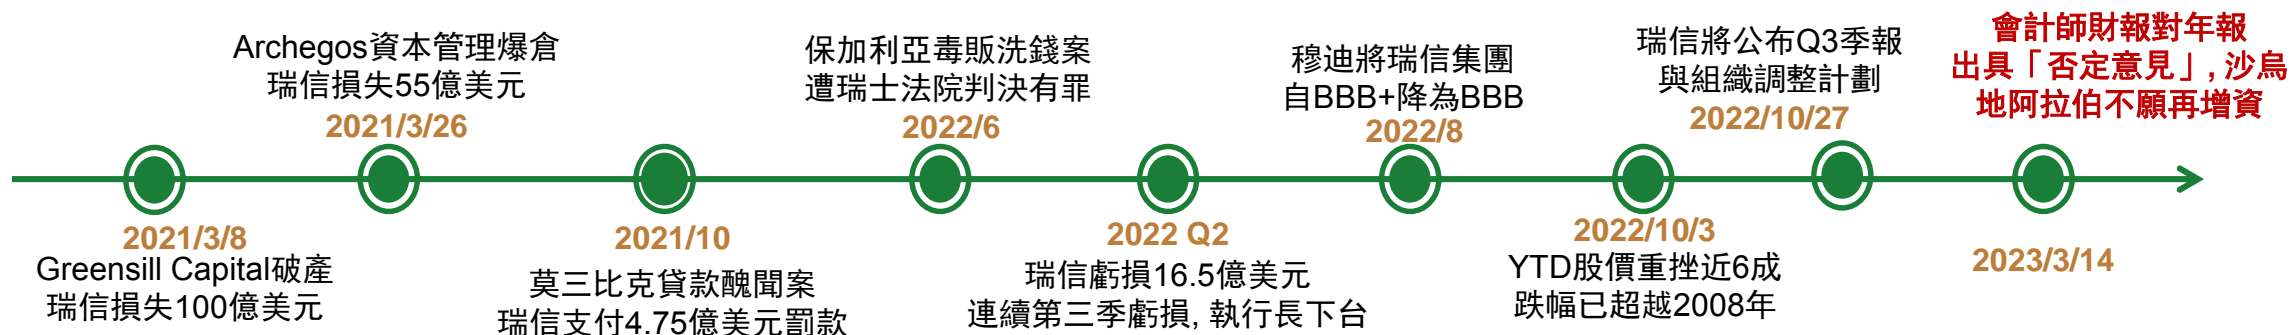 Archegos資本管理爆倉
瑞信損失55億美元
2021/3/26
保加利亞毒販洗錢案
遭瑞士法院判決有罪
2022/6
穆迪將瑞信集團
自BBB+降為BBB
2022/8
瑞信將公布Q3季報
與組織調整計劃
2022/10/27
會計師財報對年報
出具「否定意見」, 沙烏
地阿拉伯不願再增資
2021/3/8
Greensill Capital破產
瑞信損失100億美元
2021/10
莫三比克貸款醜聞案
瑞信支付4.75億美元罰款
2022 Q2
瑞信虧損16.5億美元
連續第三季虧損, 執行長下台
2022/10/3
YTD股價重挫近6成
跌幅已超越2008年
2023/3/14